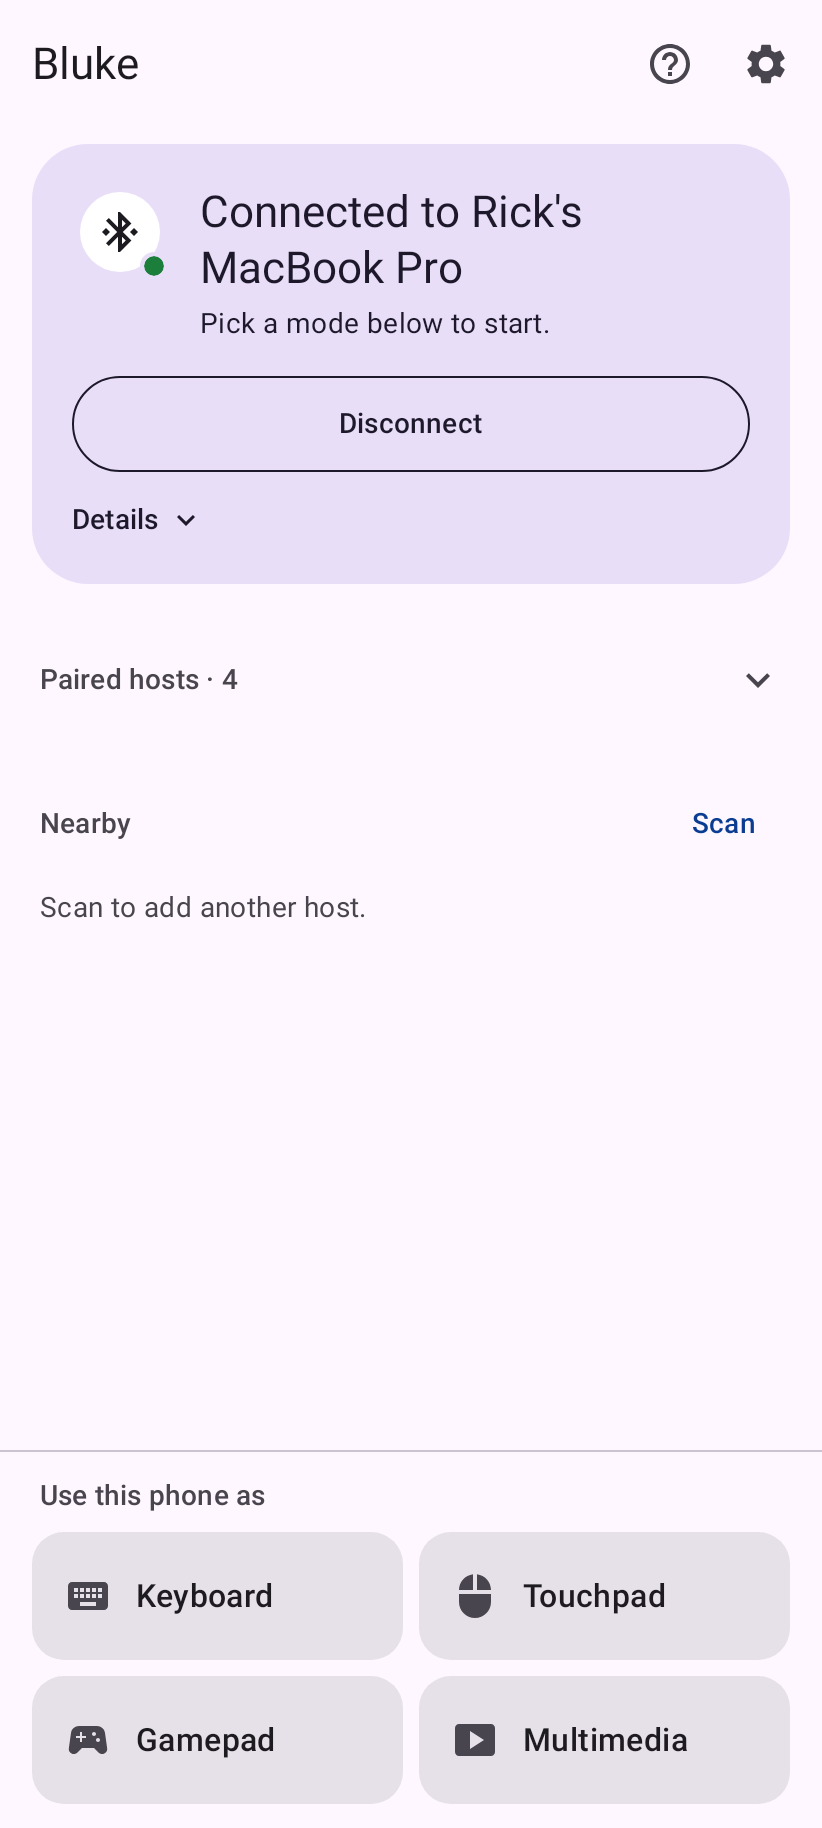 Bluke
Connected to Rick's
MacBook Pro
Pick a mode below to start.
Disconnect
Details
Paired hosts · 4
Nearby
Scan
Scan to add another host.
Use this phone as
Keyboard
Touchpad
Gamepad
Multimedia